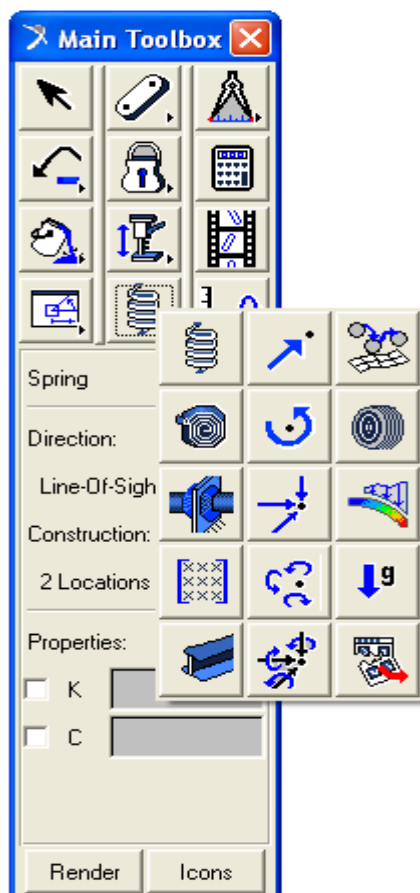 Main Toolbox
Spring
Direction:
Line-Of-Sigh
Construction:
2 Locations
Properties:
K
C
g
Render
Icons